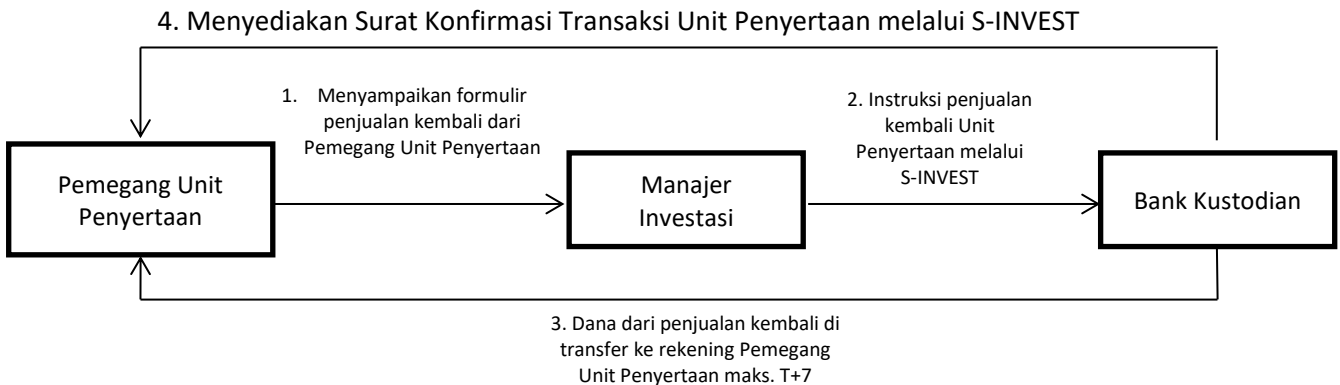 4. Menyediakan Surat Konfirmasi Transaksi Unit Penyertaan melalui S-INVEST
1. Menyampaikan formulir
penjualan kembali dari
Pemegang Unit Penyertaan
2. Instruksi penjualan
kembali Unit
Penyertaan melalui
S-INVEST
Pemegang Unit
Penyertaan
Manajer
Investasi
Bank Kustodian
3. Dana dari penjualan kembali di
transfer ke rekening Pemegang
Unit Penyertaan maks. T+7